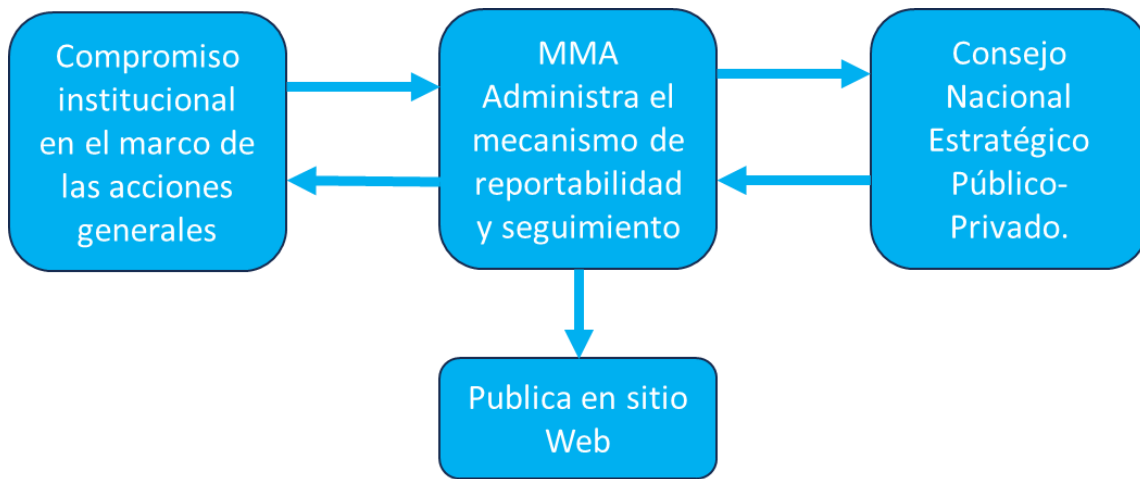 Compromiso
institucional
en el marco de
las acciones
generales
MMA
Administra el
mecanismo de
reportabilidad
y seguimiento
Consejo
Nacional
Estratégico
Público-
Privado.
Publica en sitio
Web